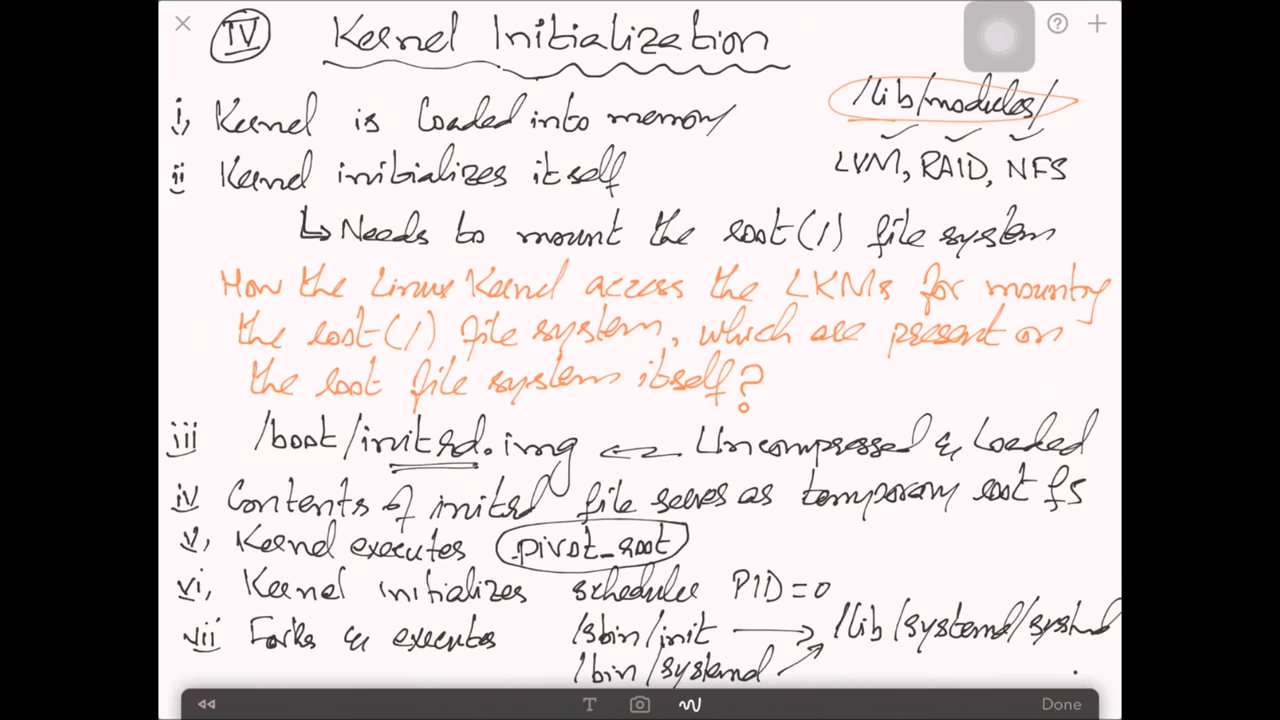 IV Kernel Initialization
i, Kernel is Loaded into memory
/lib/modules/
ii Kernel initializes itself
LVM, RAID, NFS
↳ Needs to mount the root(/) file system
How the Linux Kernel access the LKMs for mounting
the root(/) file system, which are present on
the root file system itself?
iii /boot/initrd.img ← Uncompressed & Loaded
iv Contents of initrd file serves as temporary root fs
v, Kernel executes pivot_root
vi, Kernel initializes scheduler PID=0
vii Forks & executes /sbin/init → /lib/systemd/systemd
/bin/systemd
T Done